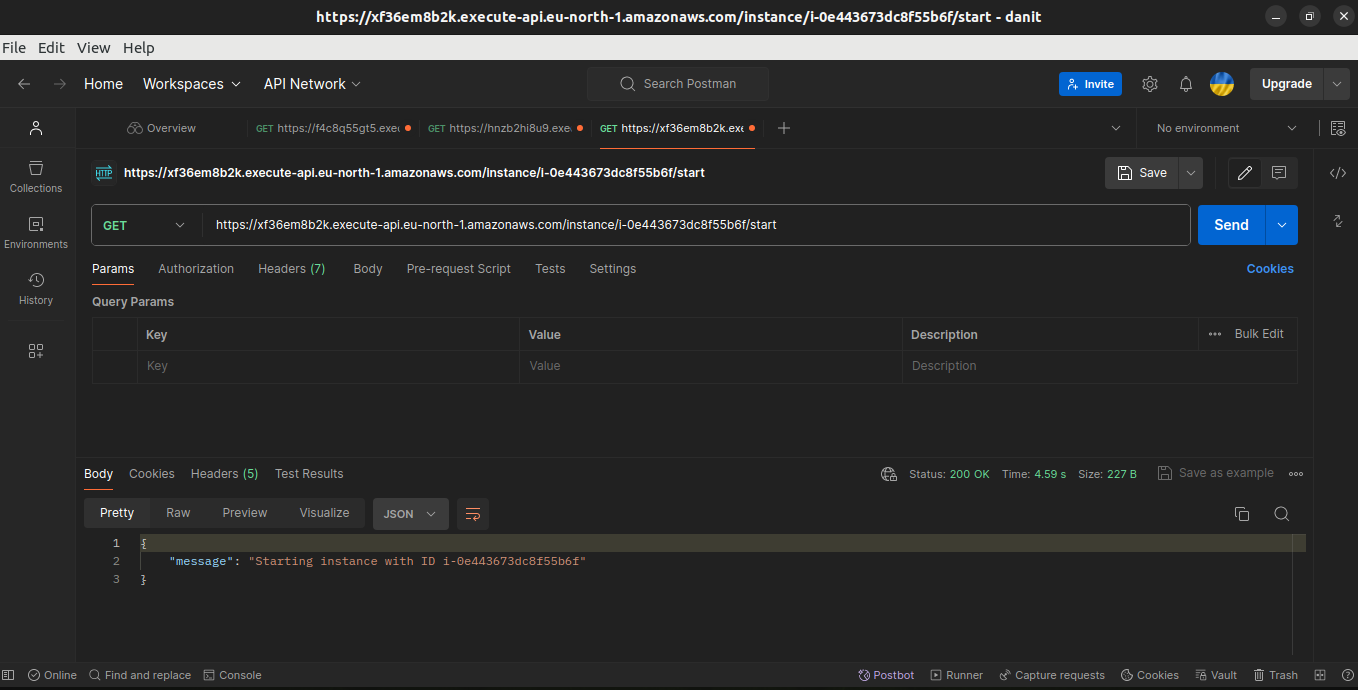 https://xf36em8b2k.execute-api.eu-north-1.amazonaws.com/instance/i-0e443673dc8f55b6f/start - danit
File Edit View Help
Home Workspaces API Network Search Postman Invite Upgrade
Overview GET https://f4c8q55gt5.exec GET https://hnzb2hi8u9.exe GET https://xf36em8b2k.exe No environment
HTTP https://xf36em8b2k.execute-api.eu-north-1.amazonaws.com/instance/i-0e443673dc8f55b6f/start Save
Collections
Environments
History
GET https://xf36em8b2k.execute-api.eu-north-1.amazonaws.com/instance/i-0e443673dc8f55b6f/start Send
Params Authorization Headers (7) Body Pre-request Script Tests Settings Cookies
Query Params
Key Value Description Bulk Edit
Key Value Description
Body Cookies Headers (5) Test Results Status: 200 OK Time: 4.59 s Size: 227 B Save as example
Pretty Raw Preview Visualize JSON
1 {
2 "message": "Starting instance with ID i-0e443673dc8f55b6f"
3 }
Online Find and replace Console Postbot Runner Capture requests Cookies Vault Trash